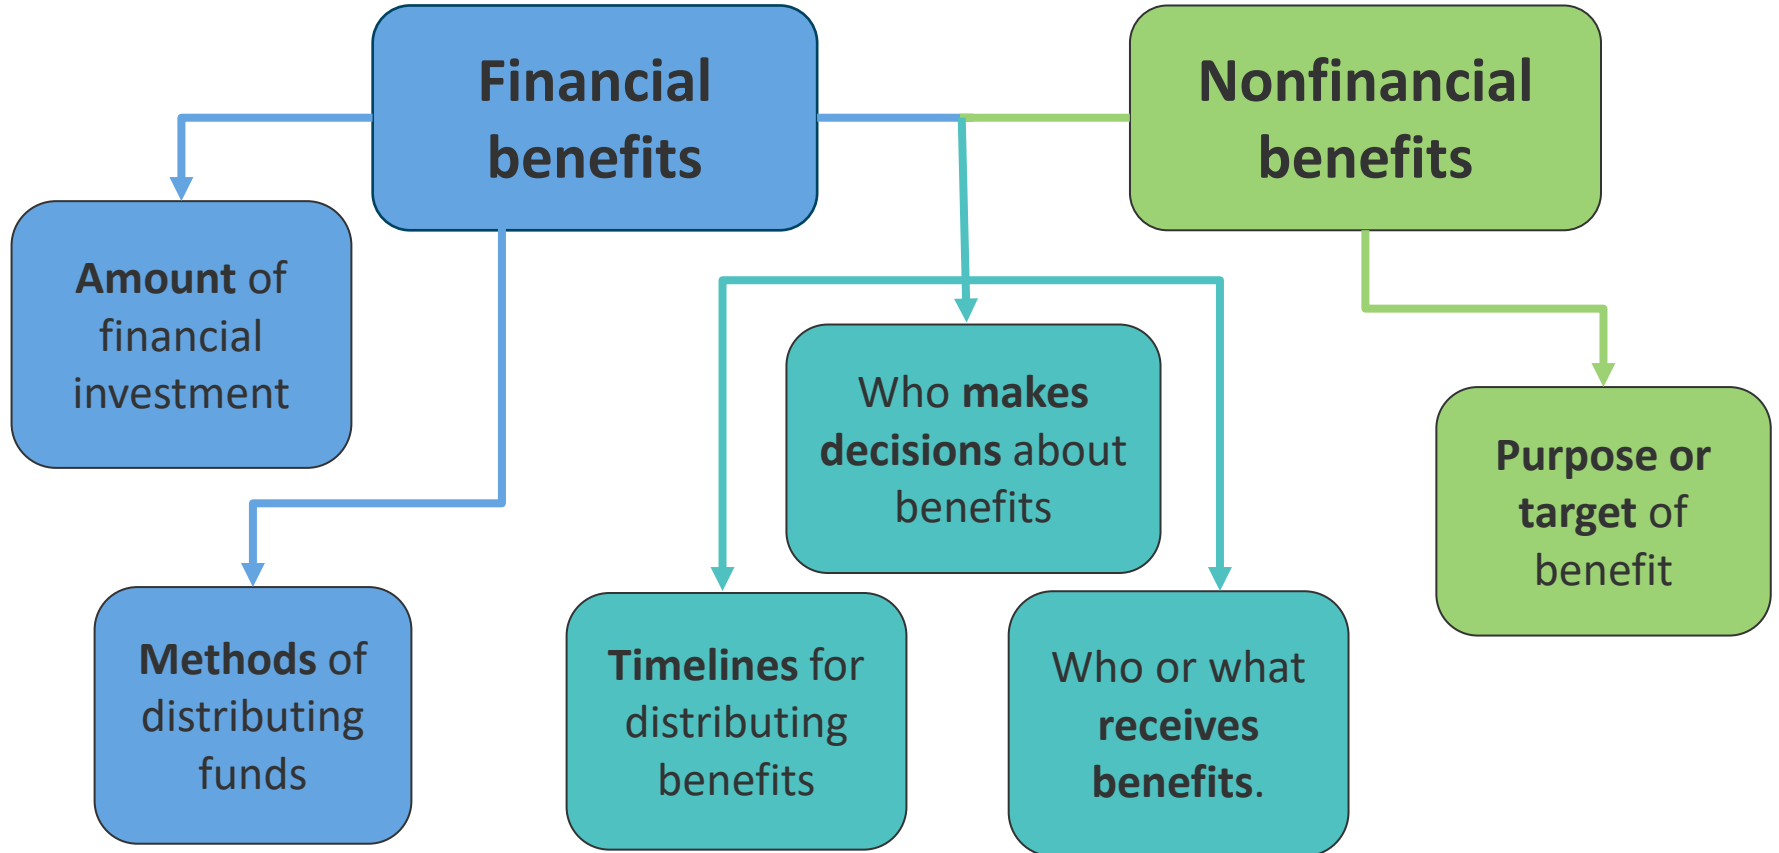 Financial
benefits
Nonfinancial
benefits
Amount of
financial
investment
Who makes
decisions about
benefits
Purpose or
target of
benefit
Methods of
distributing
funds
Timelines for
distributing
benefits
Who or what
receives
benefits.